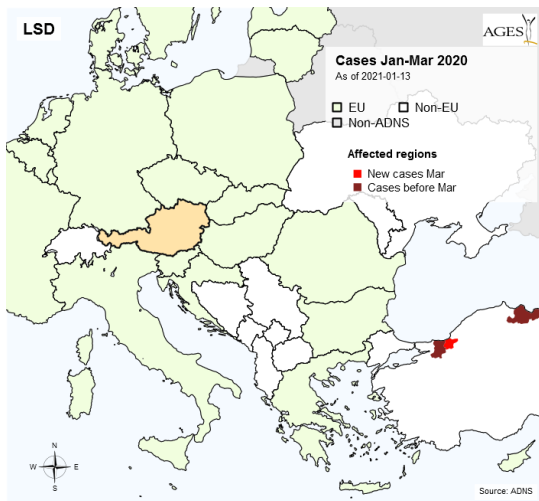 LSD
AGES
Cases Jan-Mar 2020
As of 2021-01-13
EU
Non-EU
Non-ADNS
Affected regions
New cases Mar
Cases before Mar
N
W
E
S
Source: ADNS